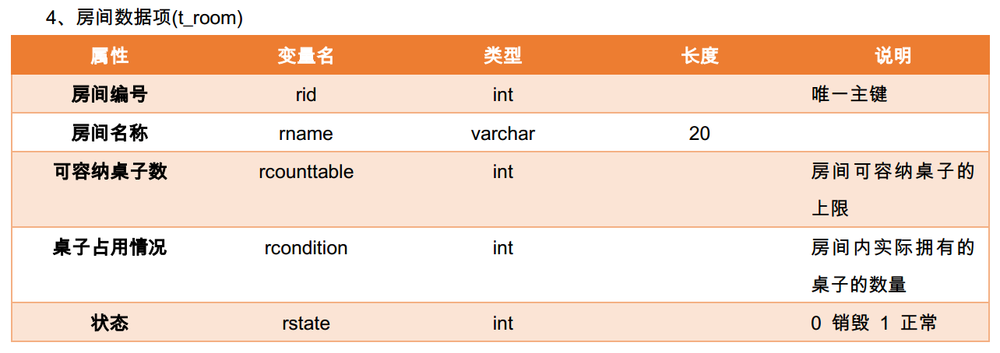 4、房间数据项(t_room)
属性 变量名 类型 长度 说明
房间编号 rid int 唯一主键
房间名称 rname varchar 20
可容纳桌子数 rcounttable int 房间可容纳桌子的
上限
桌子占用情况 rcondition int 房间内实际拥有的
桌子的数量
状态 rstate int 0 销毁 1 正常